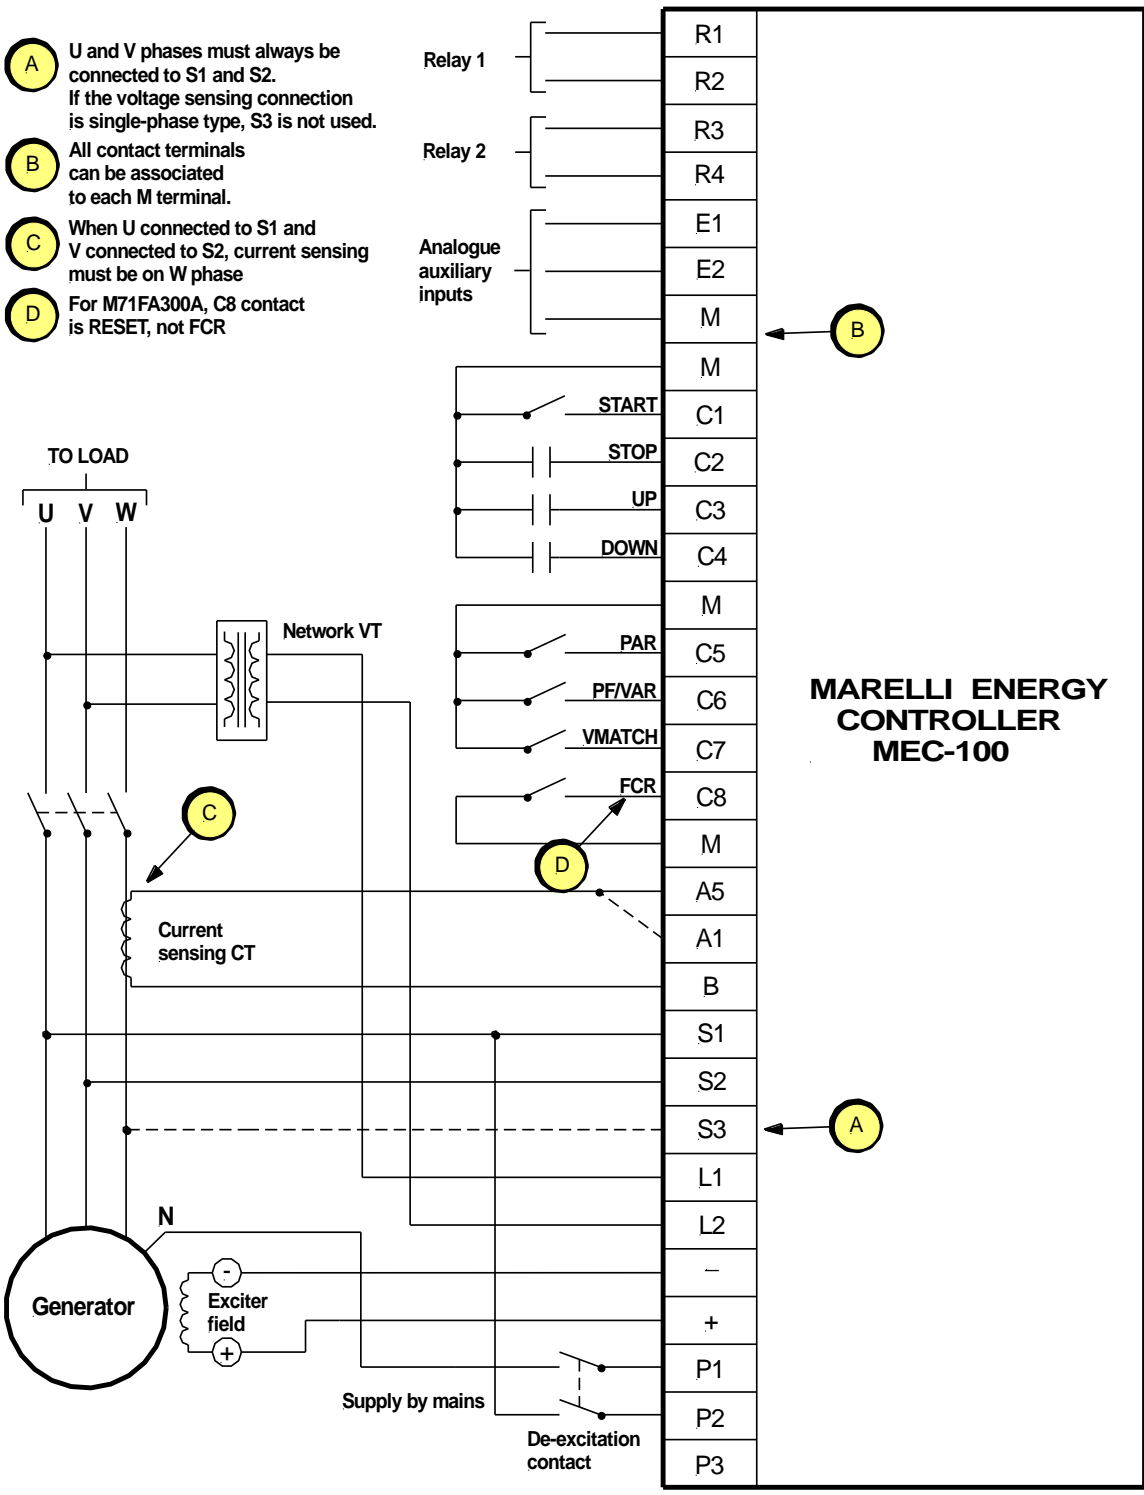 A
U and V phases must always be
connected to S1 and S2.
If the voltage sensing connection
is single-phase type, S3 is not used.
B
All contact terminals
can be associated
to each M terminal.
C
When U connected to S1 and
V connected to S2, current sensing
must be on W phase
D
For M71FA300A, C8 contact
is RESET, not FCR
Relay 1
R1
R2
Relay 2
R3
R4
Analogue
auxiliary
inputs
E1
E2
M
B
M
START
C1
STOP
C2
UP
C3
DOWN
C4
M
PAR
C5
PF/VAR
C6
VMATCH
C7
FCR
C8
M
D
MARELLI ENERGY
CONTROLLER
MEC-100
TO LOAD
U V W
Network VT
C
Current
sensing CT
A5
A1
B
S1
S2
S3
A
L1
L2
–
+
P1
P2
P3
N
Generator
-
Exciter
field
+
Supply by mains
De-excitation
contact